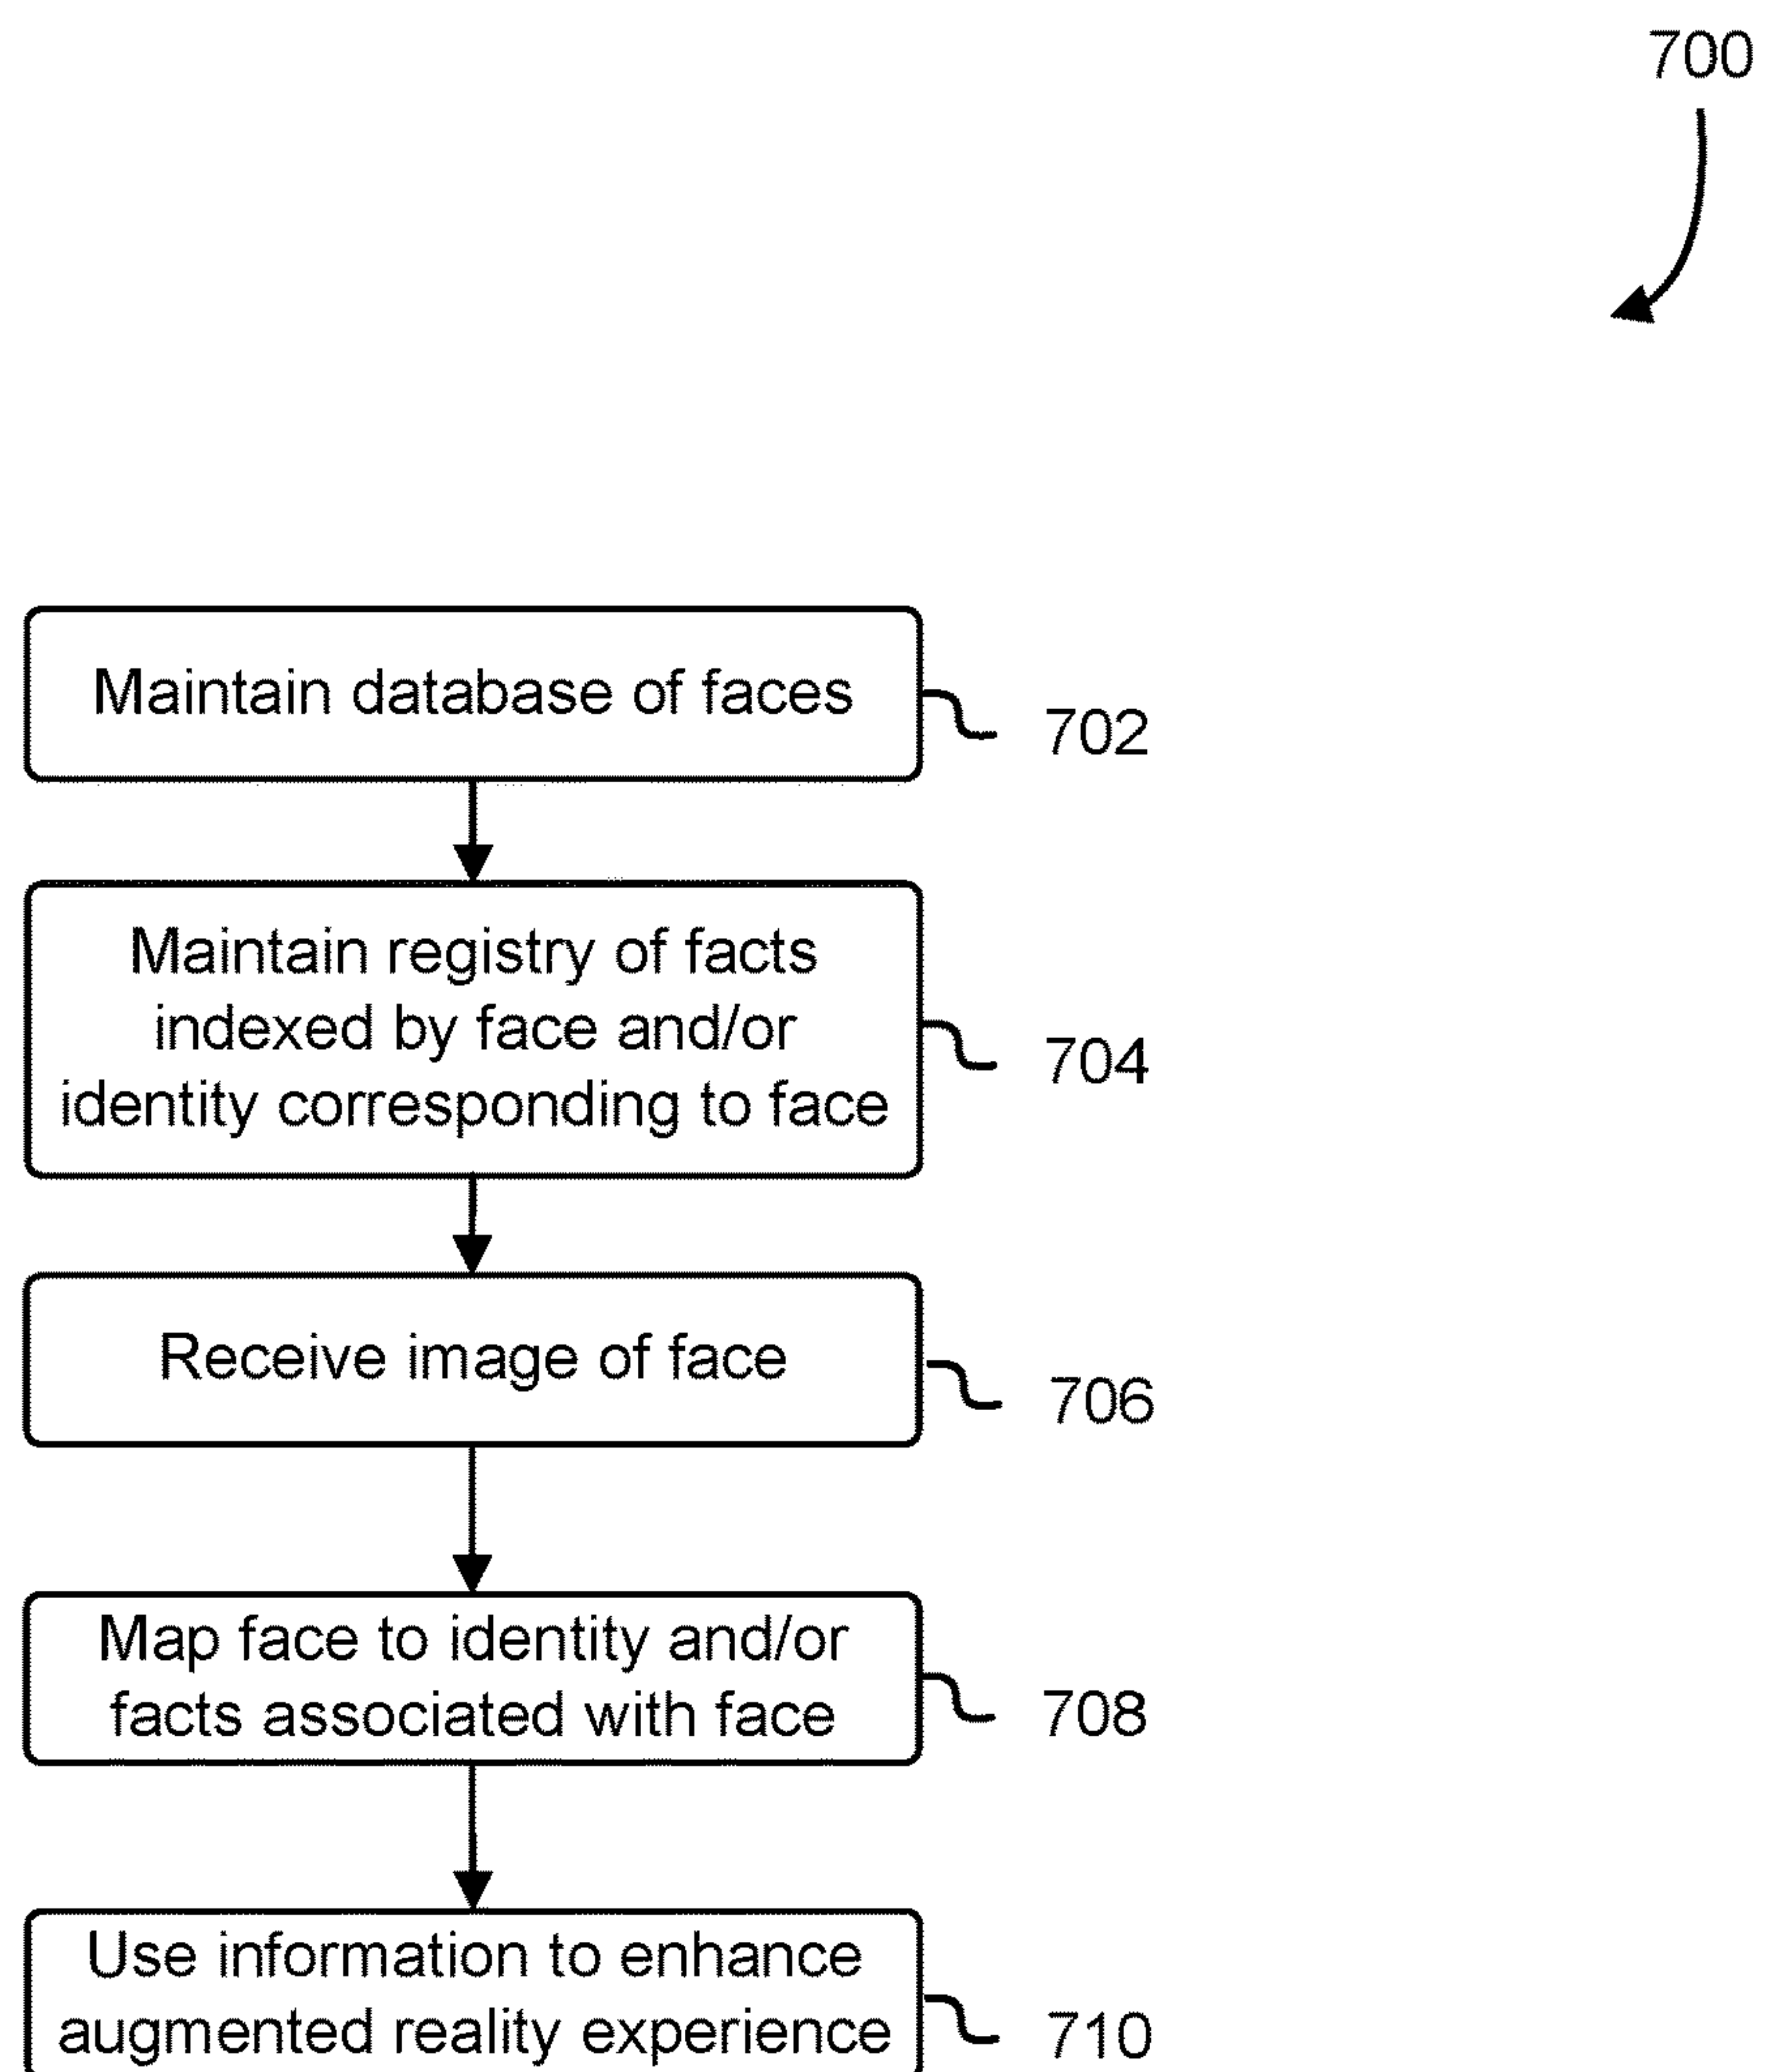 700
Maintain database of faces
702
Maintain registry of facts
indexed by face and/or
identity corresponding to face
704
Receive image of face
706
Map face to identity and/or
facts associated with face
708
Use information to enhance
augmented reality experience
710